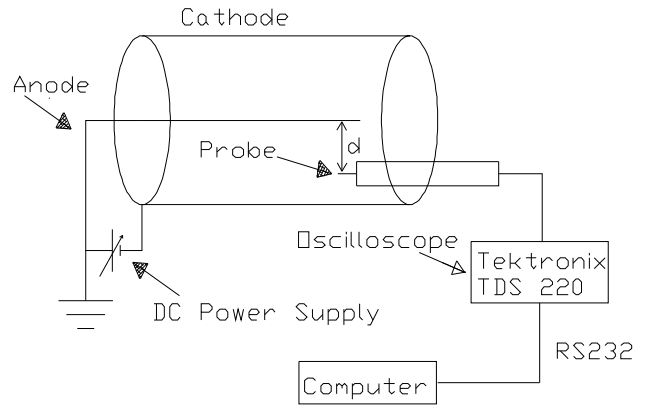 Cathode
Anode
Probe
d
Oscilloscope
Tektronix
TDS 220
DC Power Supply
RS232
Computer